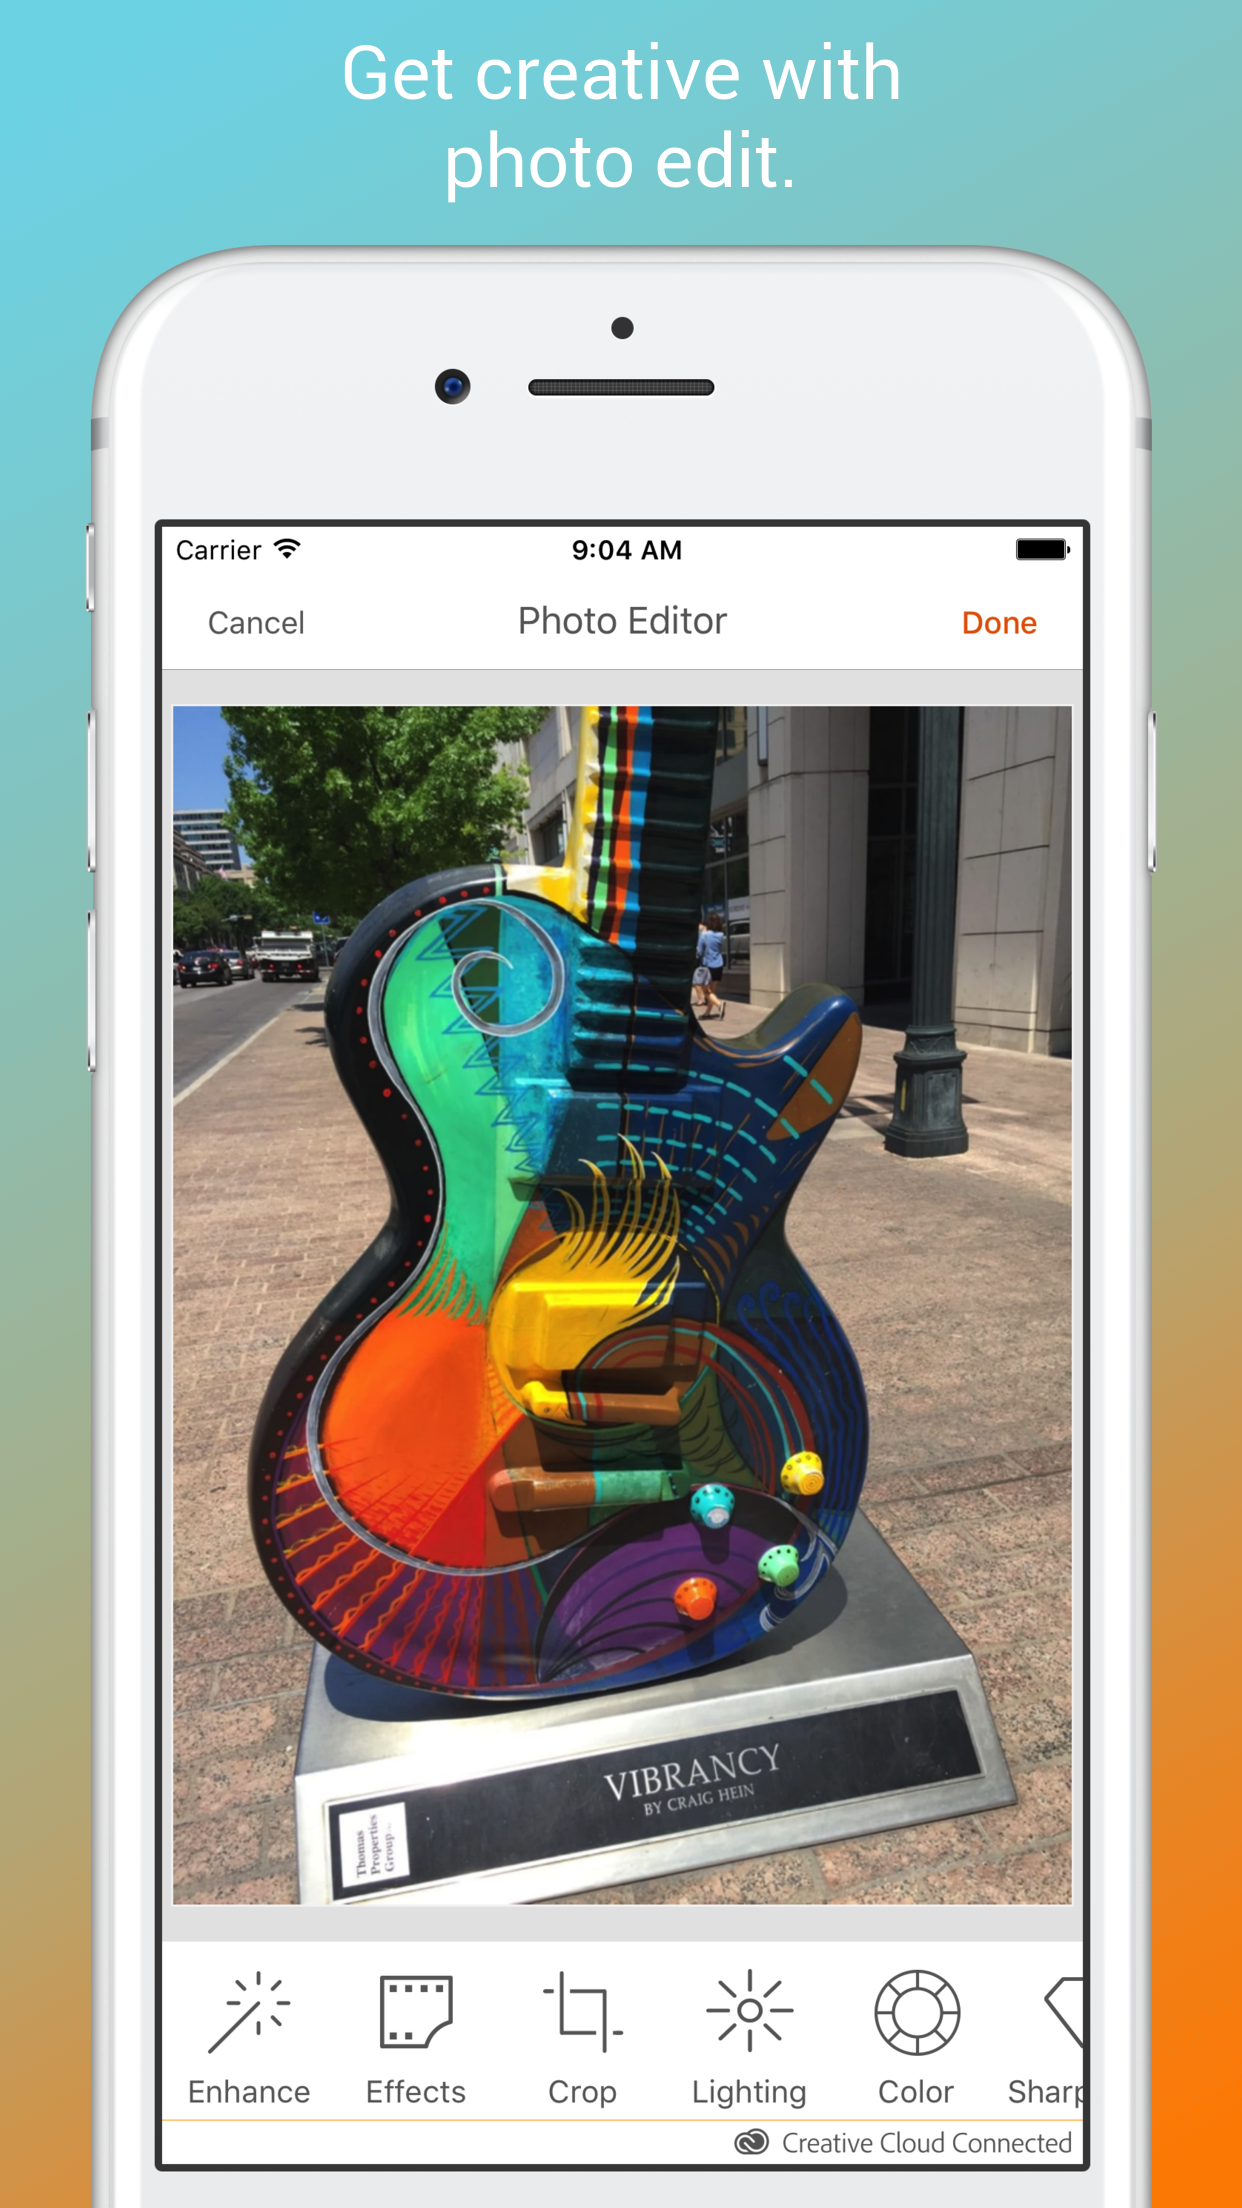 Get creative with
photo edit.
Carrier 9:04 AM
Cancel Photo Editor Done
VIBRANCY
BY CRAIG HEIN
Thomas
Properties
Group
Enhance Effects Crop Lighting Color Sharp
Creative Cloud Connected